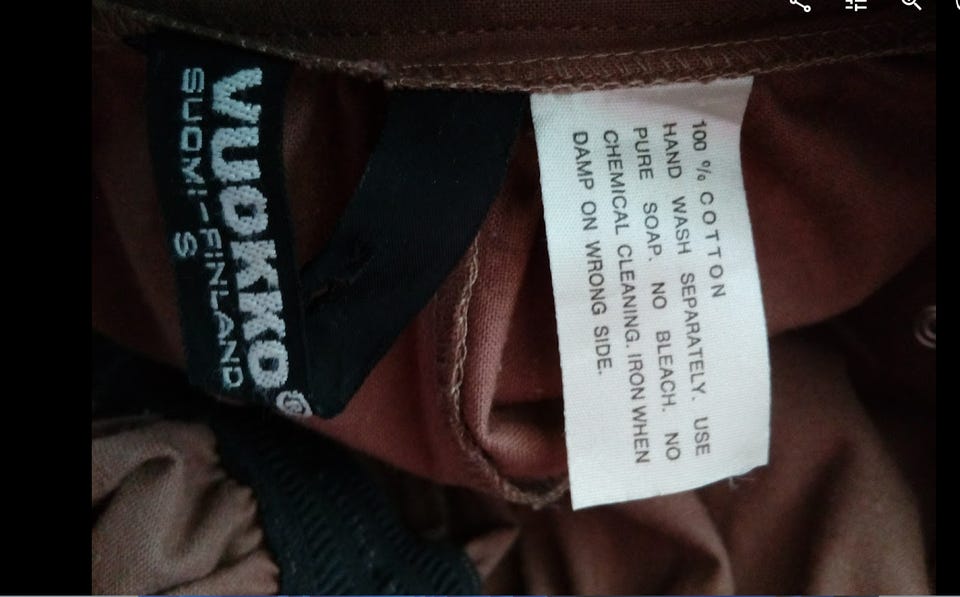 VUOKKO®
SUOMI-FINLAND
S
100 % COTTON
HAND WASH SEPARATELY. USE
PURE SOAP. NO BLEACH. NO
CHEMICAL CLEANING. IRON WHEN
DAMP ON WRONG SIDE.